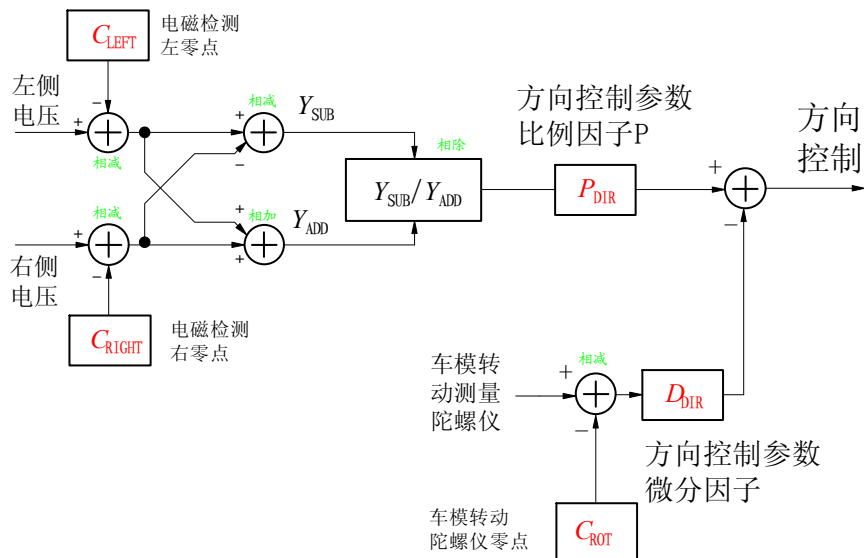 C_LEFT
电磁检测
左零点
左侧
电压
+
−
相减
+
相减
−
Y_SUB
相减
+
−
右侧
电压
+
相加
+
Y_ADD
C_RIGHT
电磁检测
右零点
相除
Y_SUB/Y_ADD
方向控制参数
比例因子P
P_DIR
+
−
方向
控制
车模转
动测量
陀螺仪
+
相减
−
D_DIR
方向控制参数
微分因子
车模转动
陀螺仪零点
C_ROT